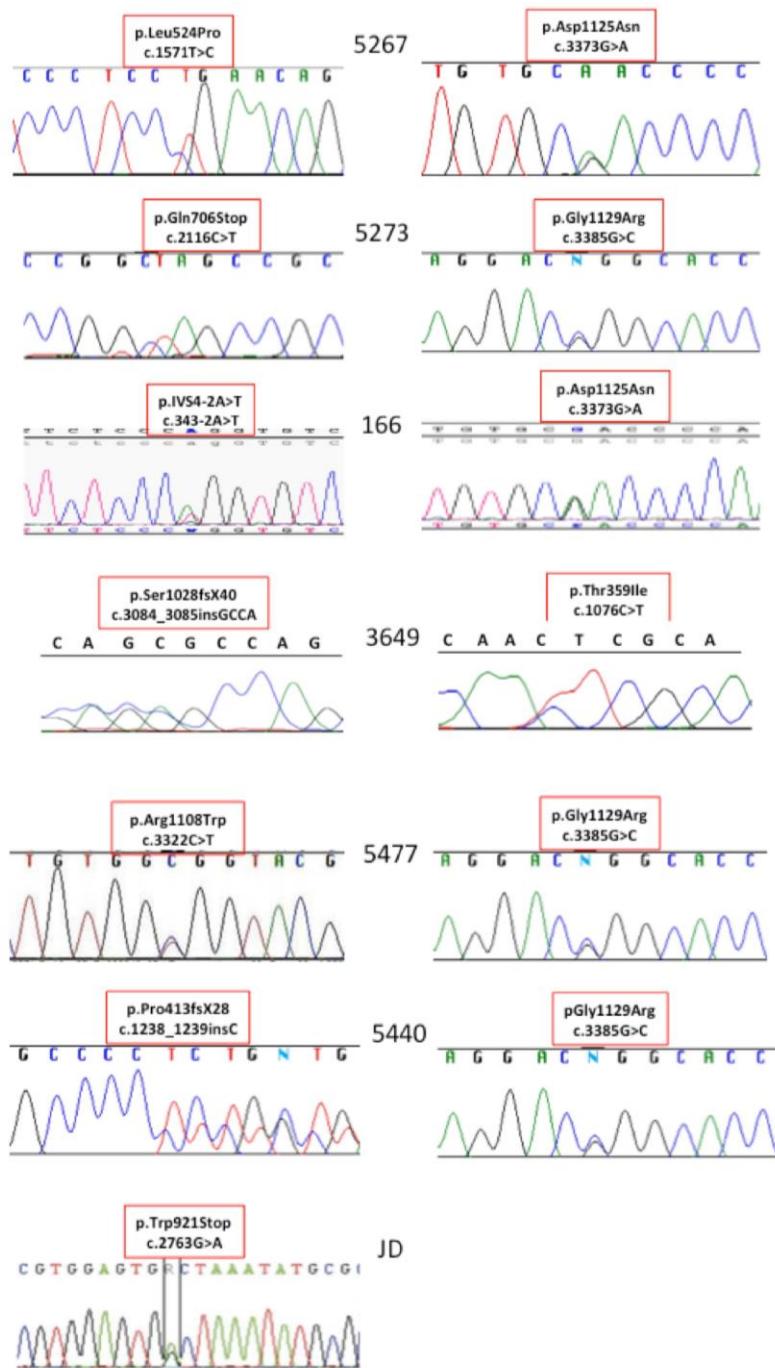 p.Leu524Pro
c.1571T>C
C C C T C C T G A A C A G
5267
p.Asp1125Asn
c.3373G>A
T G T G C A A C C C C
p.Gln706Stop
c.2116C>T
C C G G C T A G C C G C
5273
p.Gly1129Arg
c.3385G>C
A G G A C N G G C A C C
p.IVS4-2A>T
c.343-2A>T
166
p.Asp1125Asn
c.3373G>A
T G T G C G A C C C C A
p.Ser1028fsX40
c.3084_3085insGCCA
C A G C G C C A G
3649
p.Thr359Ile
c.1076C>T
C A A C T C G C A
p.Arg1108Trp
c.3322C>T
T G T G G C G G T A C G
5477
p.Gly1129Arg
c.3385G>C
A G G A C N G G C A C C
p.Pro413fsX28
c.1238_1239insC
G C C C C T C T G N T G
5440
pGly1129Arg
c.3385G>C
A G G A C N G G C A C C
p.Trp921Stop
c.2763G>A
C G T G G A G T G R C T A A A T A T G C G
JD